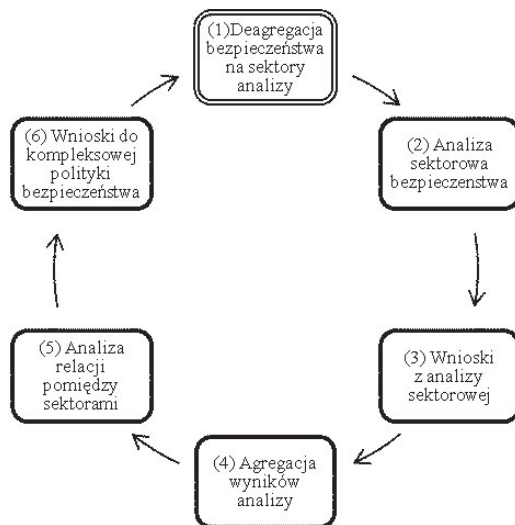 (1)Deagregacja
bezpieczeństwa
na sektory
analizy
(2) Analiza
sektorowa
bezpieczenstwa
(3) Wnioski
z analizy
sektorowej
(4) Agregacja
wyników
analizy
(5) Analiza
relacji
pomiędzy
sektorami
(6) Wnioski do
kompleksowej
polityki
bezpieczeństwa